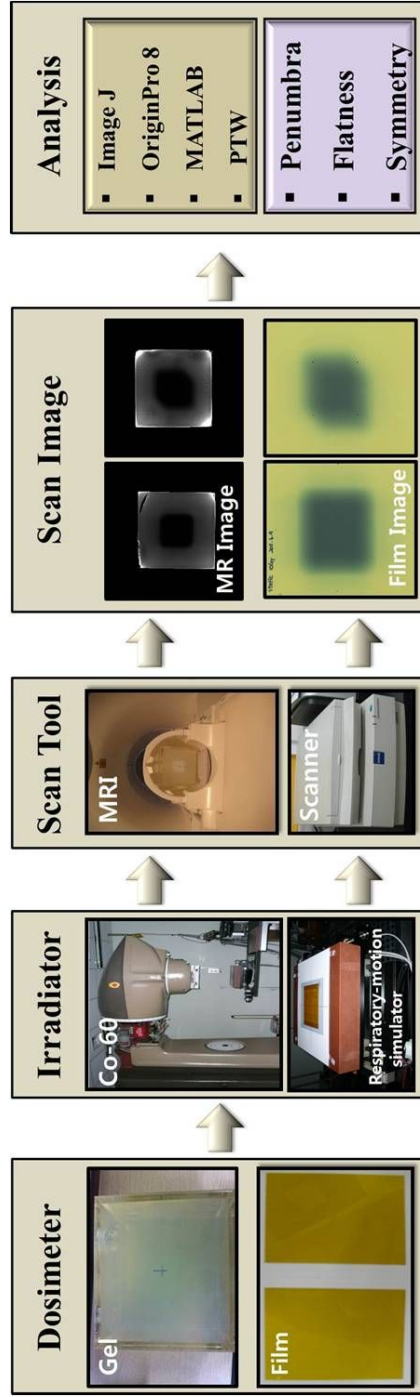 Dosimeter
Gel
Film
Irradiator
Co-60
Respiratory-motion
simulator
Scan Tool
MRI
Scanner
Scan Image
MR Image
Film Image
Analysis
▪ Image J
▪ OriginPro 8
▪ MATLAB
▪ PTW
▪ Penumbra
▪ Flatness
▪ Symmetry